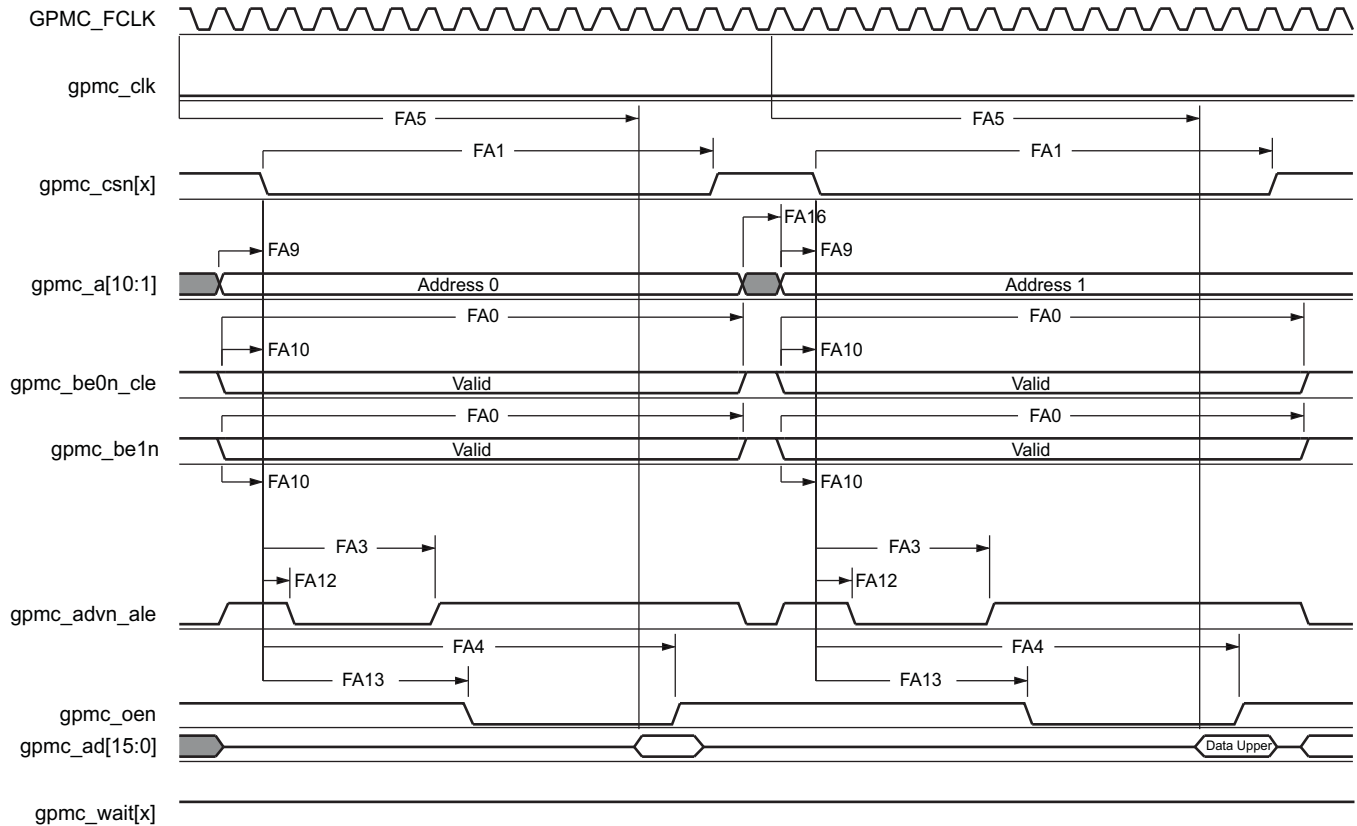 GPMC_FCLK
gpmc_clk
FA5 FA5
FA1 FA1
gpmc_csn[x]
FA16
FA9 FA9
gpmc_a[10:1] Address 0 Address 1
FA0 FA0
FA10 FA10
gpmc_be0n_cle Valid Valid
FA0 FA0
gpmc_be1n Valid Valid
FA10 FA10
FA3 FA3
FA12 FA12
gpmc_advn_ale
FA4 FA4
FA13 FA13
gpmc_oen
gpmc_ad[15:0] Data Upper
gpmc_wait[x]